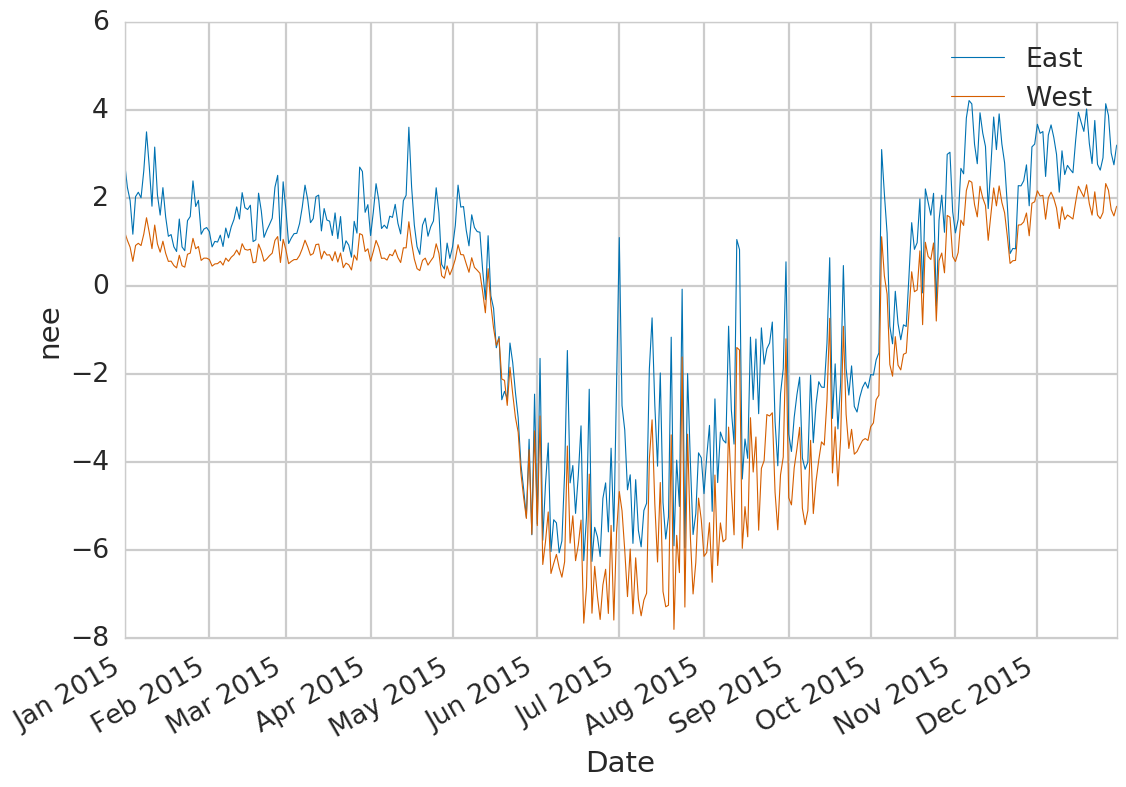 6
4
2
0
−2
−4
−6
−8
nee
East
West
Jan 2015
Feb 2015
Mar 2015
Apr 2015
May 2015
Jun 2015
Jul 2015
Aug 2015
Sep 2015
Oct 2015
Nov 2015
Dec 2015
Date